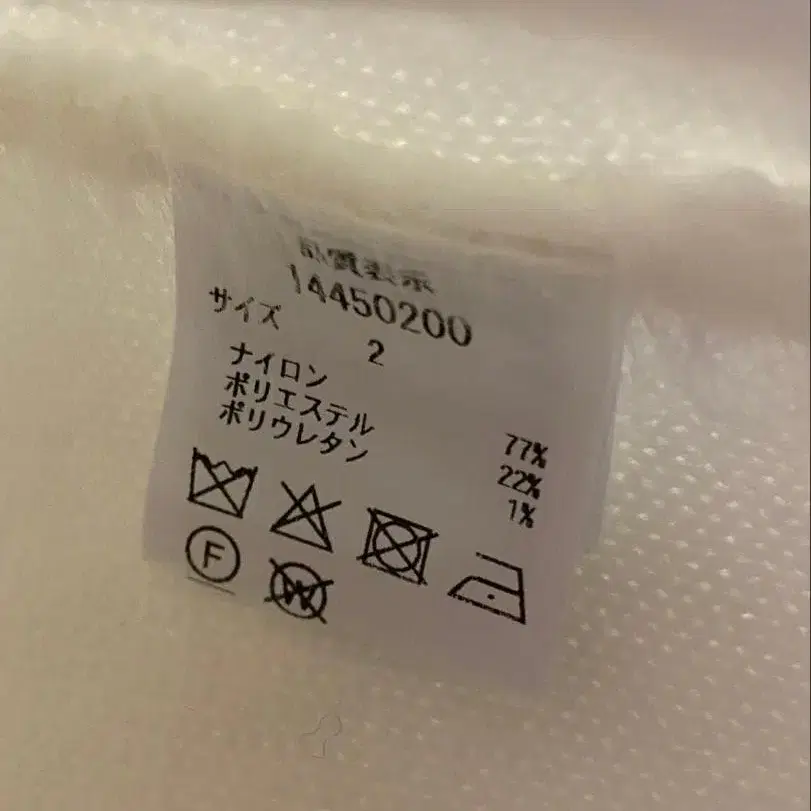 品質表示
14450200
サイズ 2
ナイロン 77%
ポリエステル 22%
ポリウレタン 1%
F W